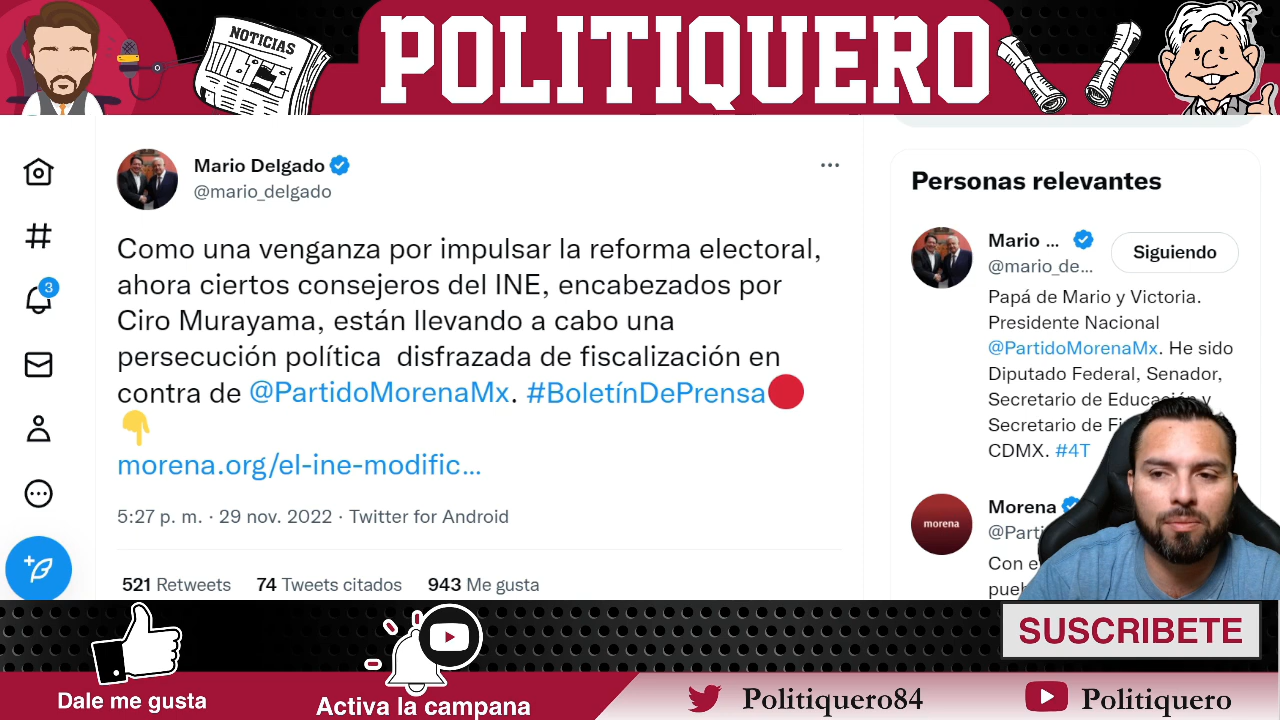 NOTICIAS
POLITIQUERO
Mario Delgado
@mario_delgado
Como una venganza por impulsar la reforma electoral,
ahora ciertos consejeros del INE, encabezados por
Ciro Murayama, están llevando a cabo una
persecución política disfrazada de fiscalización en
contra de @PartidoMorenaMx. #BoletínDePrensa🔴
👇
morena.org/el-ine-modific...
5:27 p. m. · 29 nov. 2022 · Twitter for Android
521 Retweets 74 Tweets citados 943 Me gusta
3
Personas relevantes
Mario ...
@mario_de...
Siguiendo
Papá de Mario y Victoria.
Presidente Nacional
@PartidoMorenaMx. He sido
Diputado Federal, Senador,
Secretario de Educación y
Secretario de
CDMX. #4T
morena
Morena
Con
SUSCRIBETE
Dale me gusta
Activa la campana
Politiquero84
Politiquero